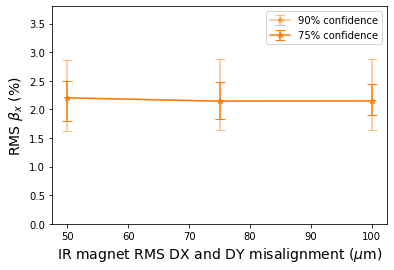 90% confidence
75% confidence
3.5
3.0
2.5
2.0
1.5
1.0
0.5
0.0
RMS βx (%)
50 60 70 80 90 100
IR magnet RMS DX and DY misalignment (μm)